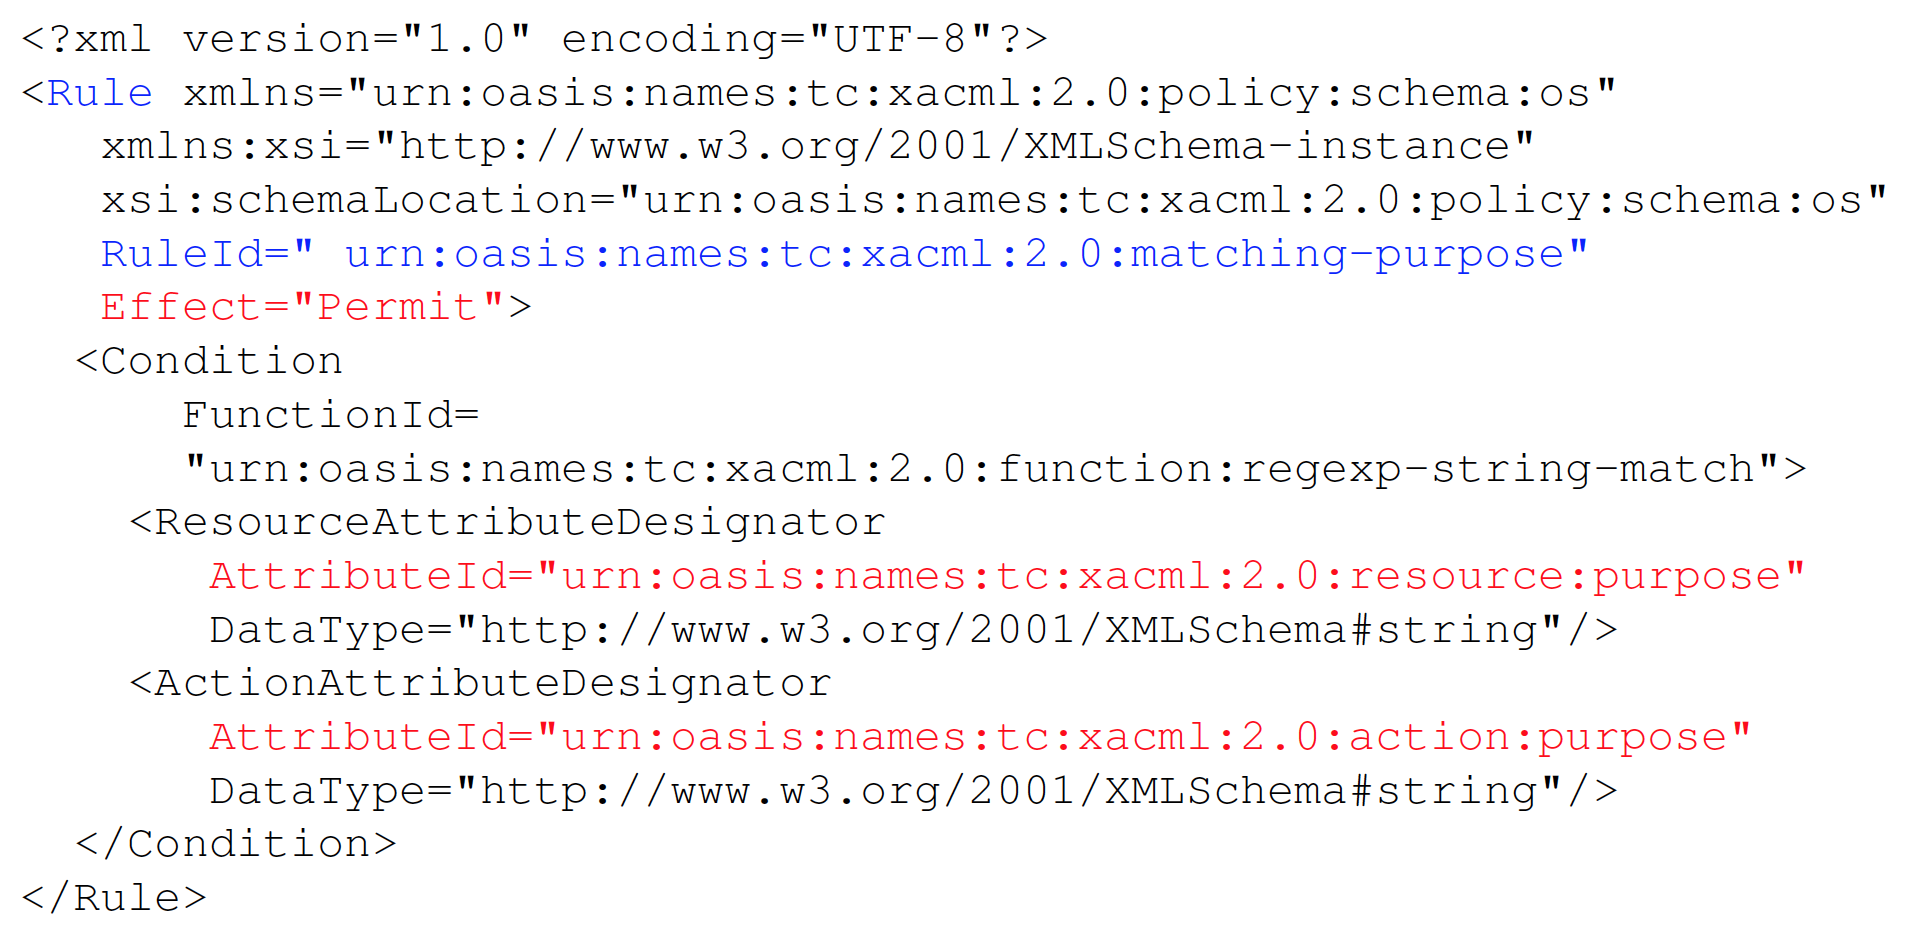 <?xml version="1.0" encoding="UTF-8"?>
<Rule xmlns="urn:oasis:names:tc:xacml:2.0:policy:schema:os"
xmlns:xsi="http://www.w3.org/2001/XMLSchema-instance"
xsi:schemaLocation="urn:oasis:names:tc:xacml:2.0:policy:schema:os"
RuleId=" urn:oasis:names:tc:xacml:2.0:matching-purpose"
Effect="Permit">
<Condition
FunctionId=
"urn:oasis:names:tc:xacml:2.0:function:regexp-string-match">
<ResourceAttributeDesignator
AttributeId="urn:oasis:names:tc:xacml:2.0:resource:purpose"
DataType="http://www.w3.org/2001/XMLSchema#string"/>
<ActionAttributeDesignator
AttributeId="urn:oasis:names:tc:xacml:2.0:action:purpose"
DataType="http://www.w3.org/2001/XMLSchema#string"/>
</Condition>
</Rule>